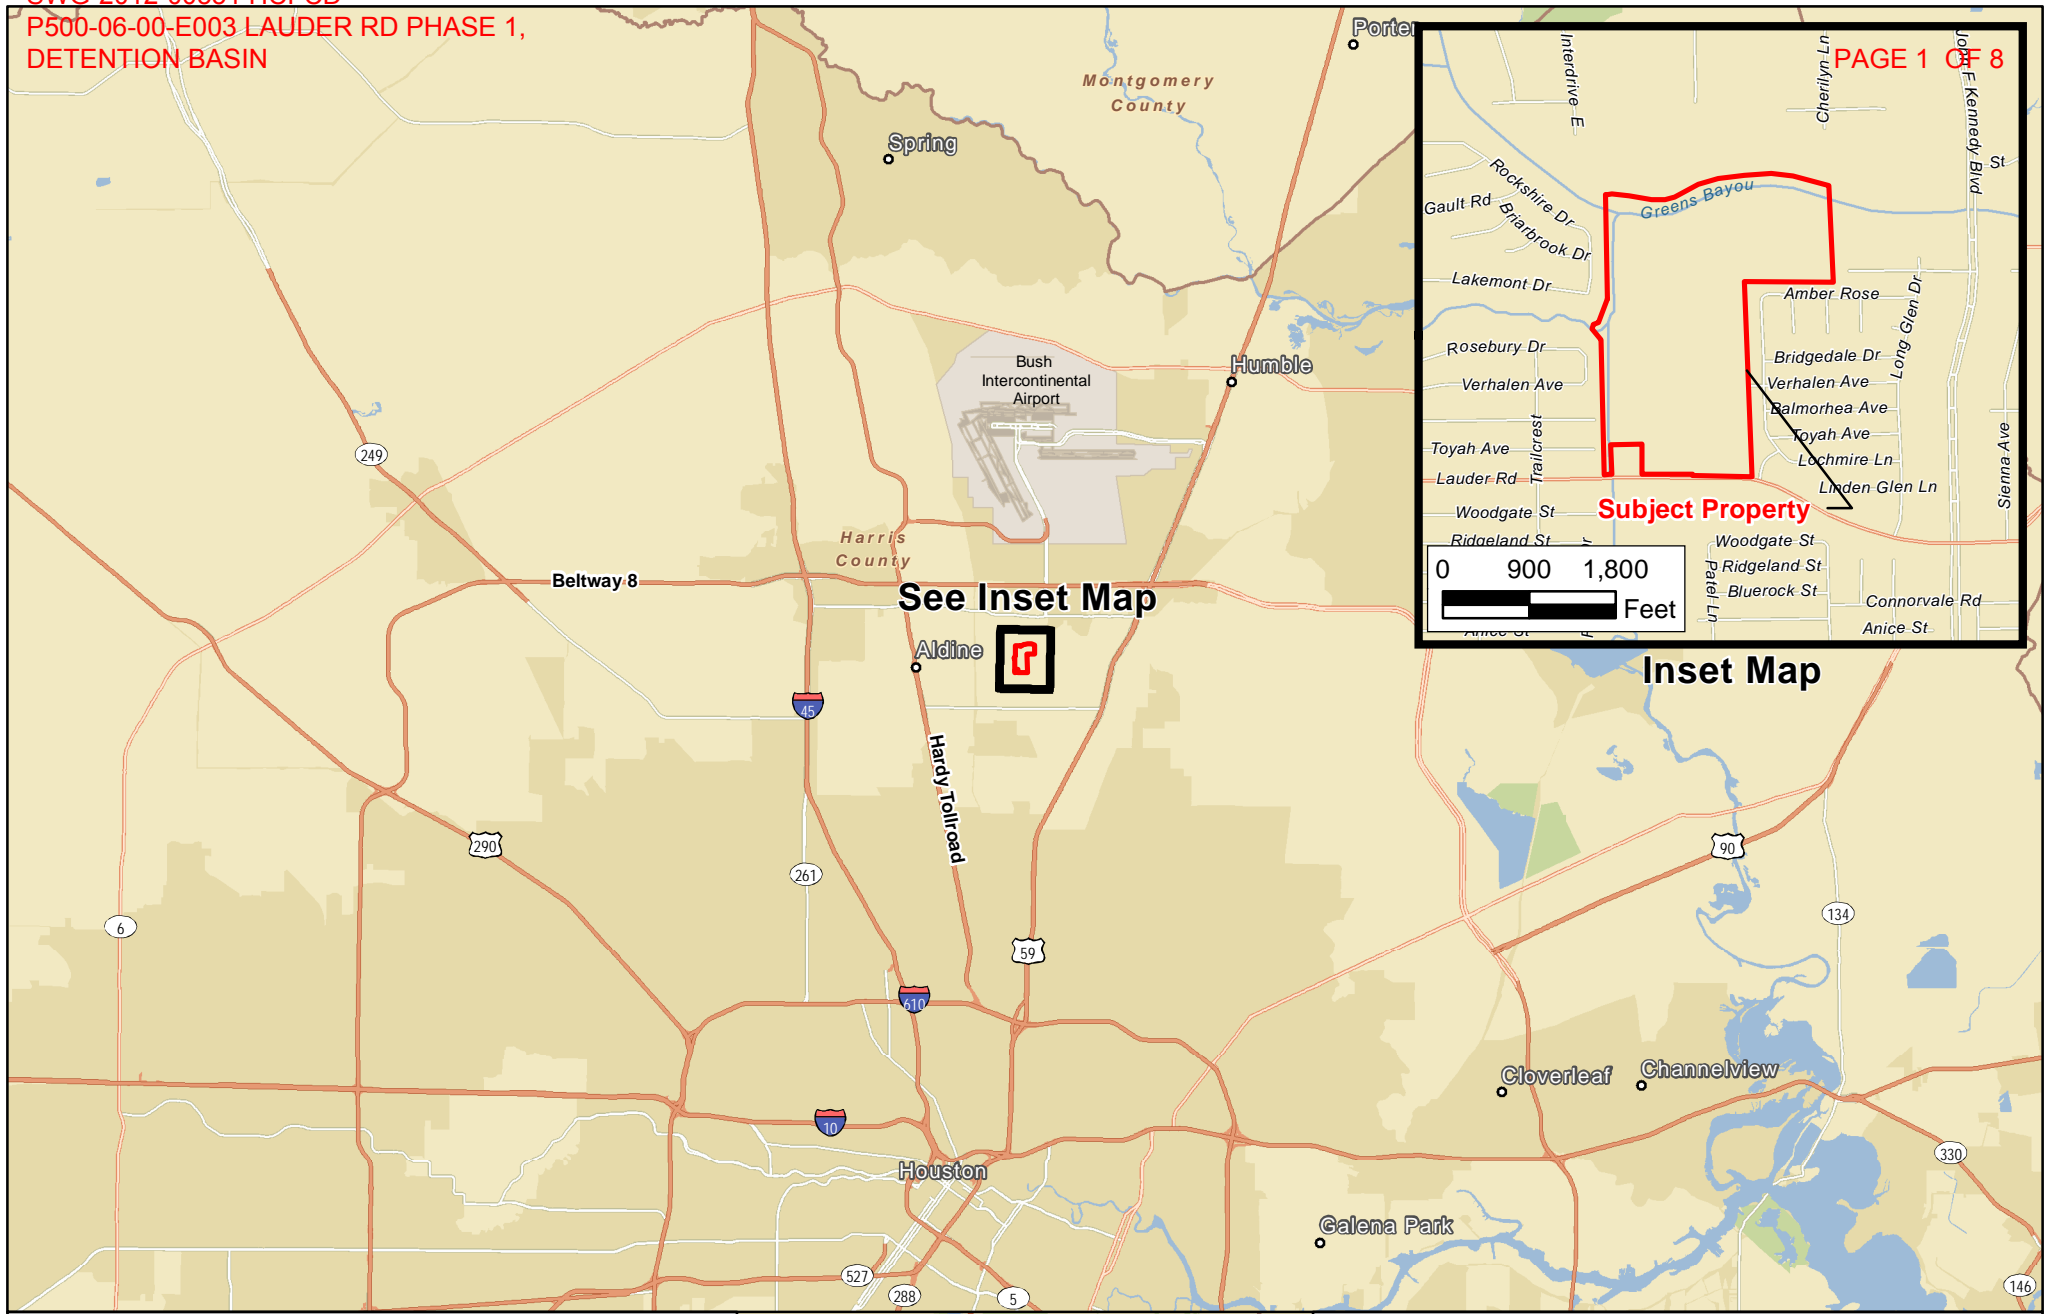 P500-06-00-E003 LAUDER RD PHASE 1,
DETENTION BASIN
PAGE 1 OF 8
Montgomery
County
Spring
Bush
Intercontinental
Airport
Humble
249
Harris
County
Beltway 8
See Inset Map
Aldine
45
Hardy Tollroad
290
261
6
59
610
90
134
Cloverleaf
Channelview
10
Houston
330
Galena Park
527
288
5
146
Interdrive E
Cherilyn Ln
John F Kennedy Blvd
St
Rockshire Dr
Gault Rd
Briarbrook Dr
Greens Bayou
Lakemont Dr
Amber Rose
Long Glen Dr
Rosebury Dr
Bridgedale Dr
Verhalen Ave
Verhalen Ave
Balmorhea Ave
Trailcrest
Toyah Ave
Toyah Ave
Lochmire Ln
Lauder Rd
Linden Glen Ln
Sienna Ave
Subject Property
Woodgate St
Woodgate St
Ridgeland St
Ridgeland St
Patel Ln
Bluerock St
Connorvale Rd
Anice St
0 900 1,800
Feet
Inset Map